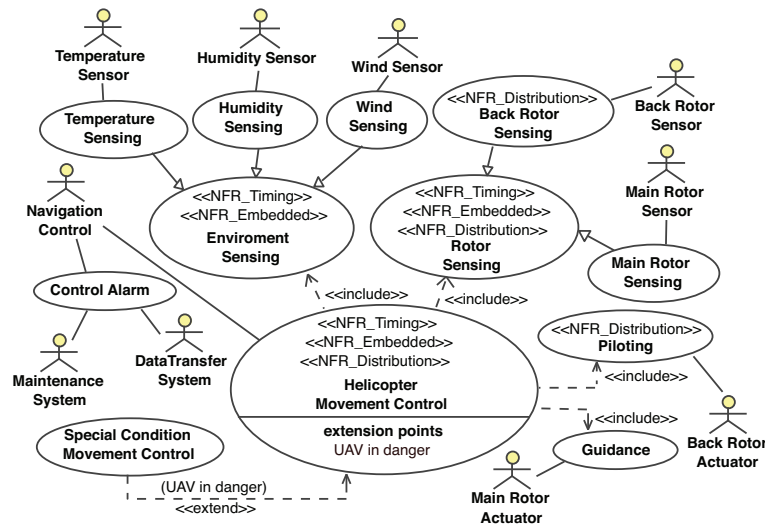 Temperature
Sensor
Humidity Sensor
Wind Sensor
Temperature
Sensing
Humidity
Sensing
Wind
Sensing
<<NFR_Distribution>>
Back Rotor
Sensing
Back Rotor
Sensor
Navigation
Control
<<NFR_Timing>>
<<NFR_Embedded>>
Enviroment
Sensing
<<NFR_Timing>>
<<NFR_Embedded>>
<<NFR_Distribution>>
Rotor
Sensing
Main Rotor
Sensor
Main Rotor
Sensing
Control Alarm
<<include>>
<<include>>
Maintenance
System
DataTransfer
System
<<NFR_Timing>>
<<NFR_Embedded>>
<<NFR_Distribution>>
Helicopter
Movement Control
extension points
UAV in danger
<<NFR_Distribution>>
Piloting
<<include>>
<<include>>
Guidance
Back Rotor
Actuator
Main Rotor
Actuator
Special Condition
Movement Control
(UAV in danger)
<<extend>>